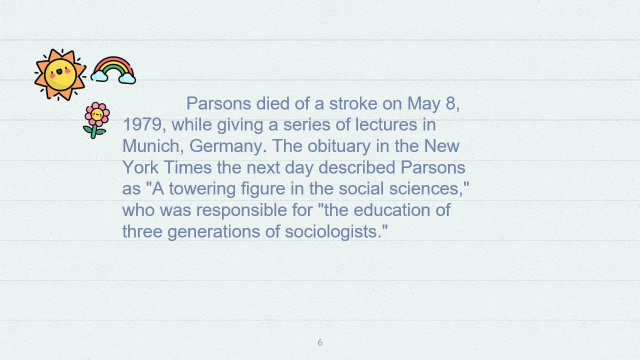 Parsons died of a stroke on May 8,
1979, while giving a series of lectures in
Munich, Germany. The obituary in the New
York Times the next day described Parsons
as "A towering figure in the social sciences,"
who was responsible for "the education of
three generations of sociologists."
6